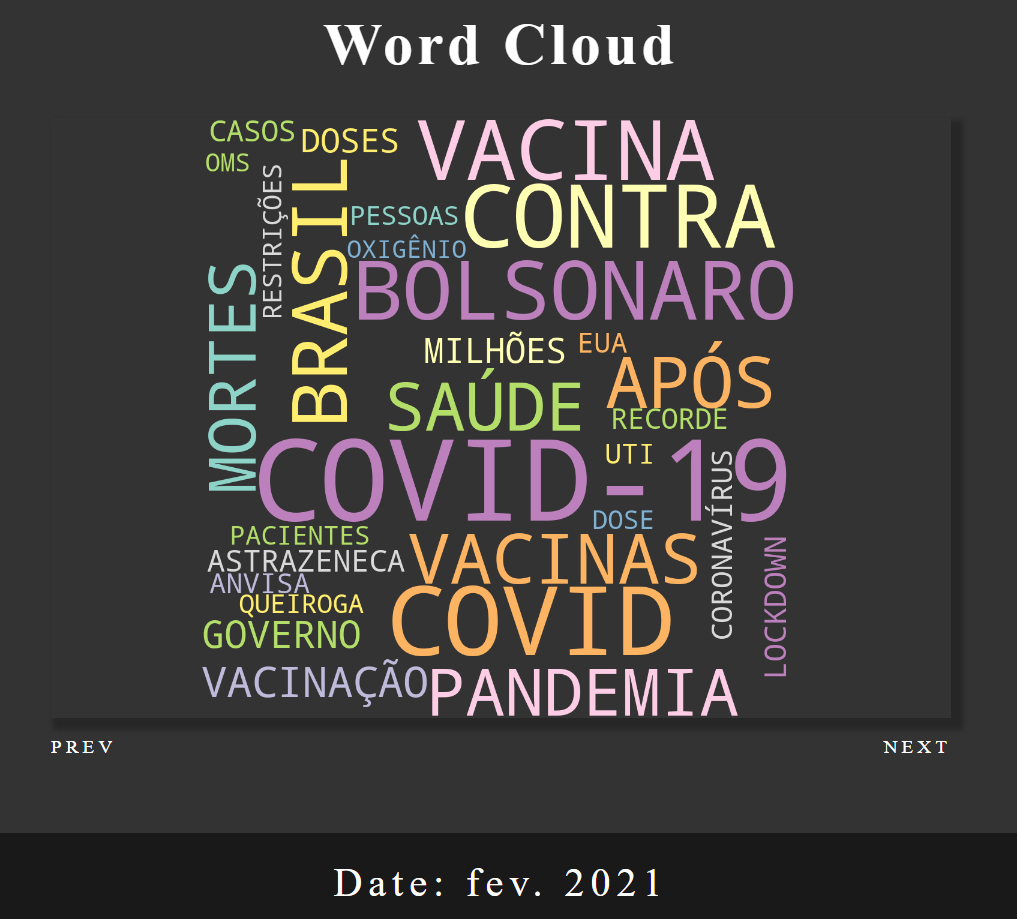 Word Cloud
CASOS
DOSES
VACINA
OMS
RESTRIÇÕES
BRASIL
PESSOAS
CONTRA
OXIGÊNIO
BOLSONARO
MORTES
MILHÕES
EUA
APÓS
SAÚDE
RECORDE
COVID-19
UTI
CORONAVÍRUS
DOSE
PACIENTES
VACINAS
LOCKDOWN
ASTRAZENECA
ANVISA
COVID
QUEIROGA
GOVERNO
VACINAÇÃO
PANDEMIA
PREV
NEXT
Date: fev. 2021